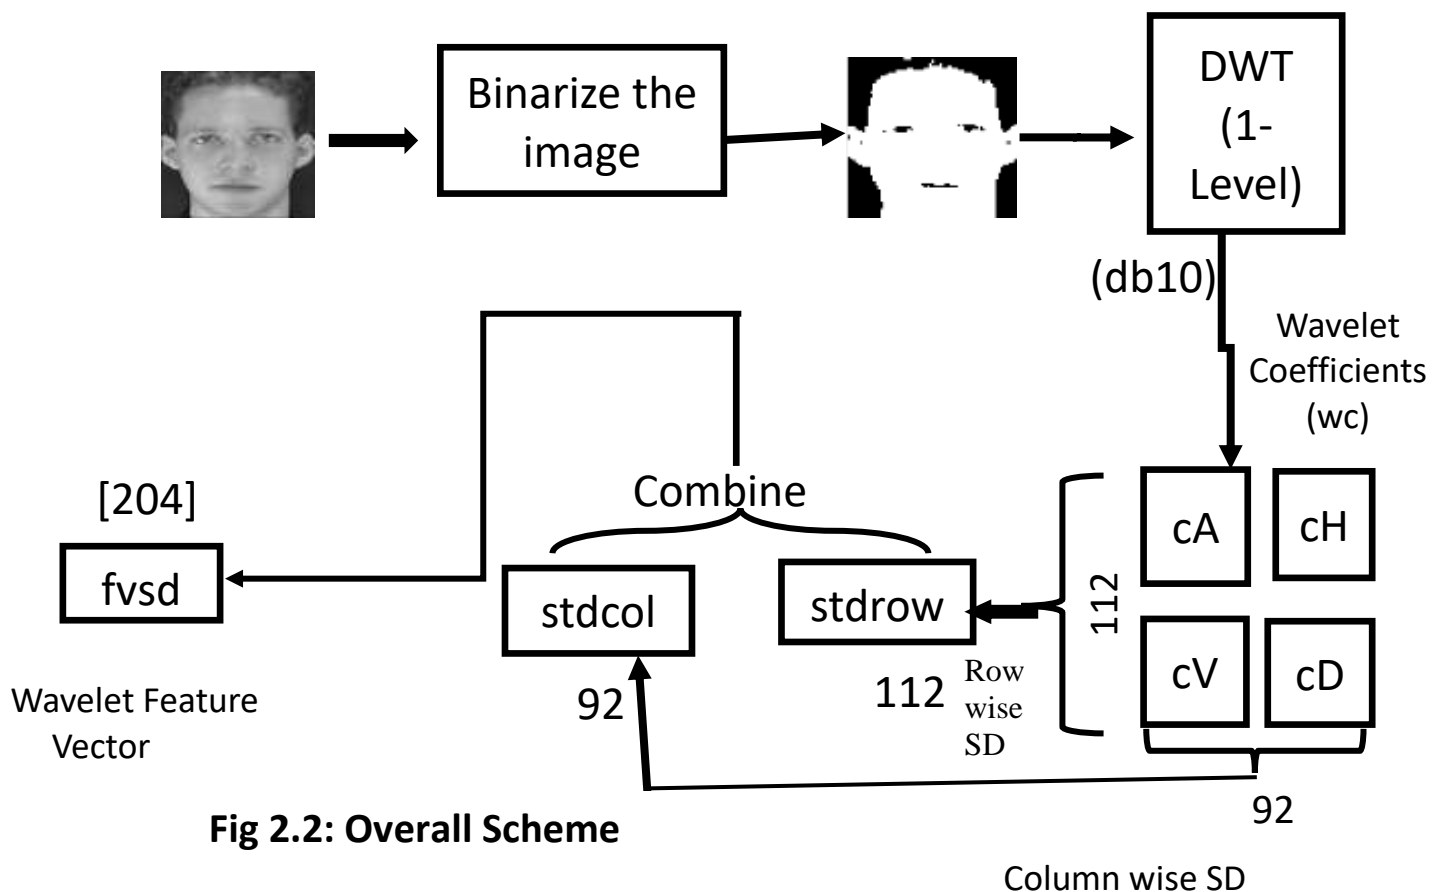 Binarize the
image
DWT
(1-
Level)
(db10)
Wavelet
Coefficients
(wc)
cA
cH
cV
cD
112
92
Column wise SD
Row
wise
SD
stdrow
112
stdcol
92
Combine
[204]
fvsd
Wavelet Feature
Vector
Fig 2.2: Overall Scheme